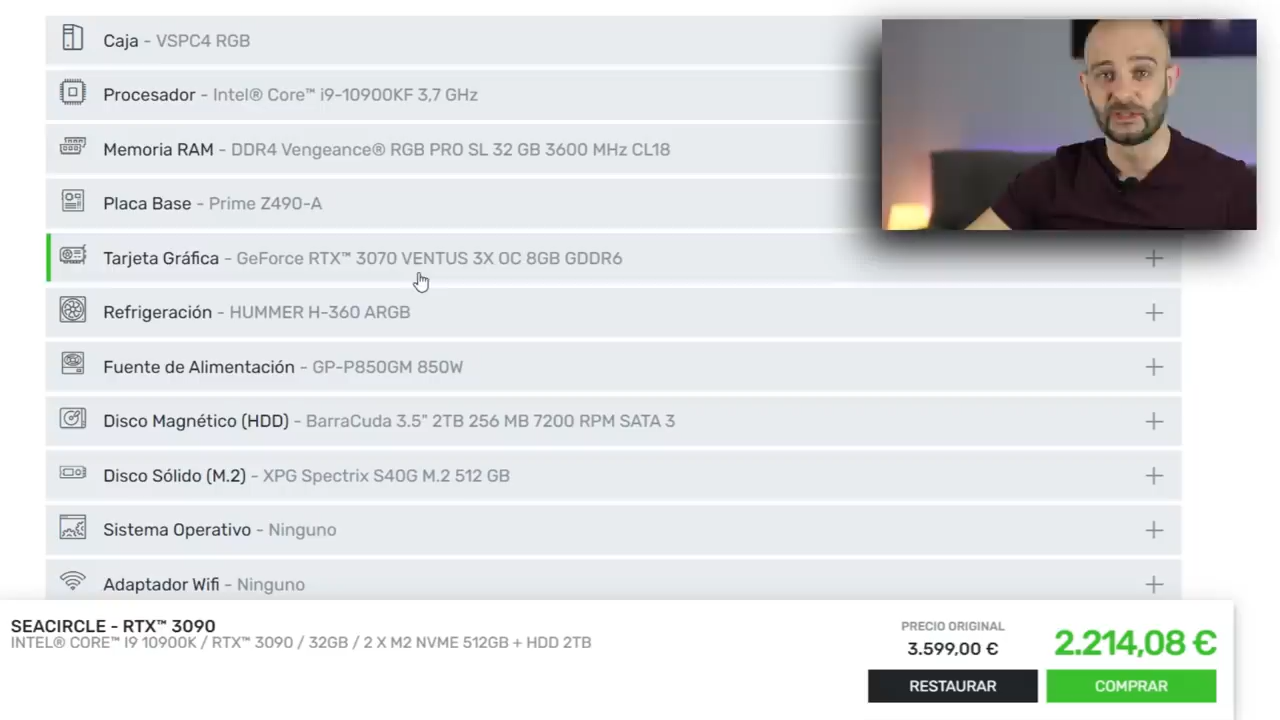 Caja - VSPC4 RGB
Procesador - Intel® Core™ i9-10900KF 3,7 GHz
Memoria RAM - DDR4 Vengeance® RGB PRO SL 32 GB 3600 MHz CL18
Placa Base - Prime Z490-A
Tarjeta Gráfica - GeForce RTX™ 3070 VENTUS 3X OC 8GB GDDR6
Refrigeración - HUMMER H-360 ARGB
Fuente de Alimentación - GP-P850GM 850W
Disco Magnético (HDD) - BarraCuda 3.5" 2TB 256 MB 7200 RPM SATA 3
Disco Sólido (M.2) - XPG Spectrix S40G M.2 512 GB
Sistema Operativo - Ninguno
Adaptador Wifi - Ninguno
SEACIRCLE - RTX™ 3090
INTEL® CORE™ I9 10900K / RTX™ 3090 / 32GB / 2 X M2 NVME 512GB + HDD 2TB
PRECIO ORIGINAL
3.599,00 €
2.214,08 €
RESTAURAR
COMPRAR